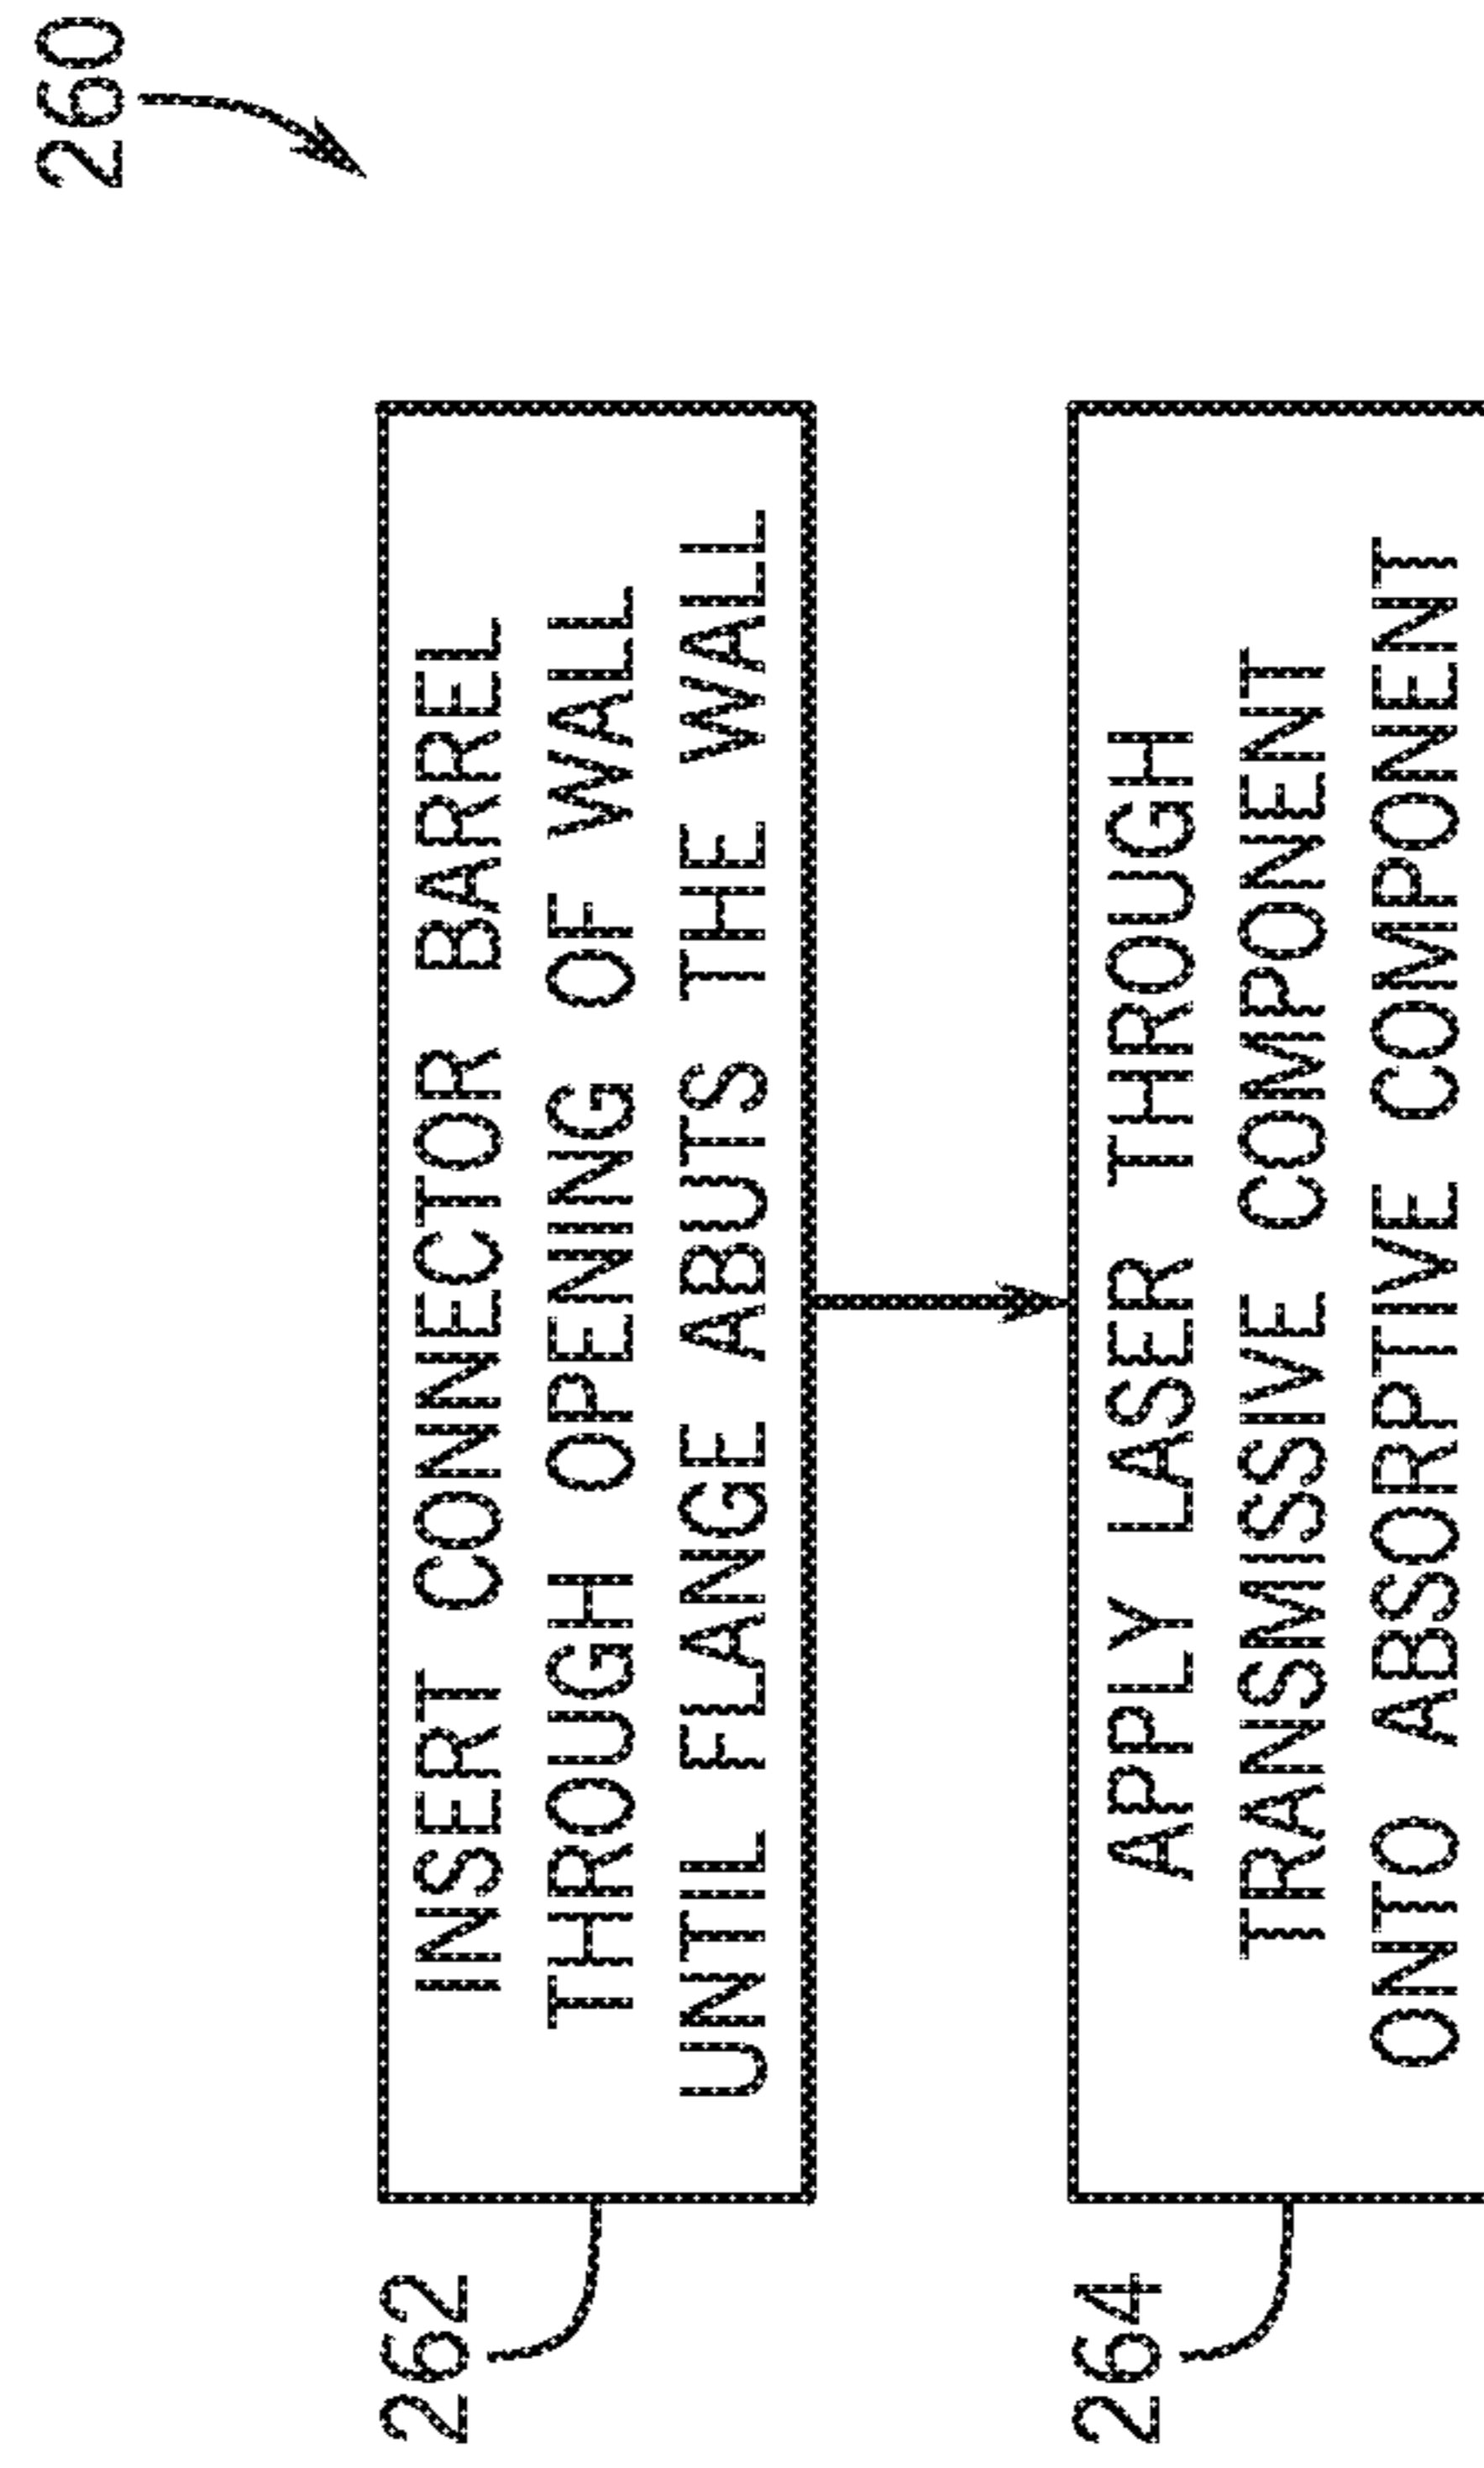 260
262
INSERT CONNECTOR BARREL
THROUGH OPENING OF WALL
UNTIL FLANGE ABUTS THE WALL
264
APPLY LASER THROUGH
TRANSMISSIVE COMPONENT
ONTO ABSORPTIVE COMPONENT